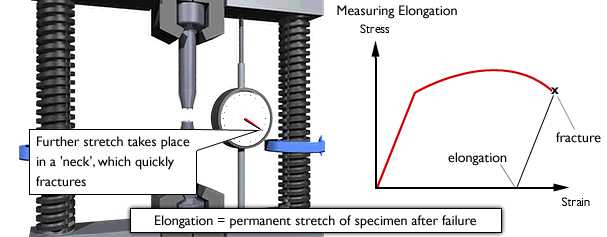 Measuring Elongation
Stress
Further stretch takes place
in a 'neck', which quickly
fractures
x
fracture
elongation
Strain
Elongation = permanent stretch of specimen after failure